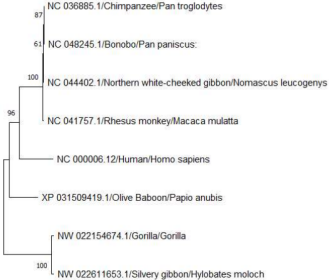 NC 036885.1/Chimpanzee/Pan troglodytes
87
61
NC 048245.1/Bonobo/Pan paniscus:
100
NC 044402.1/Northern white-cheeked gibbon/Nomascus leucogenys
96
NC 041757.1/Rhesus monkey/Macaca mulatta
NC 000006.12/Human/Homo sapiens
XP 031509419.1/Olive Baboon/Papio anubis
NW 022154674.1/Gorilla/Gorilla
100
NW 022611653.1/Silvery gibbon/Hylobates moloch